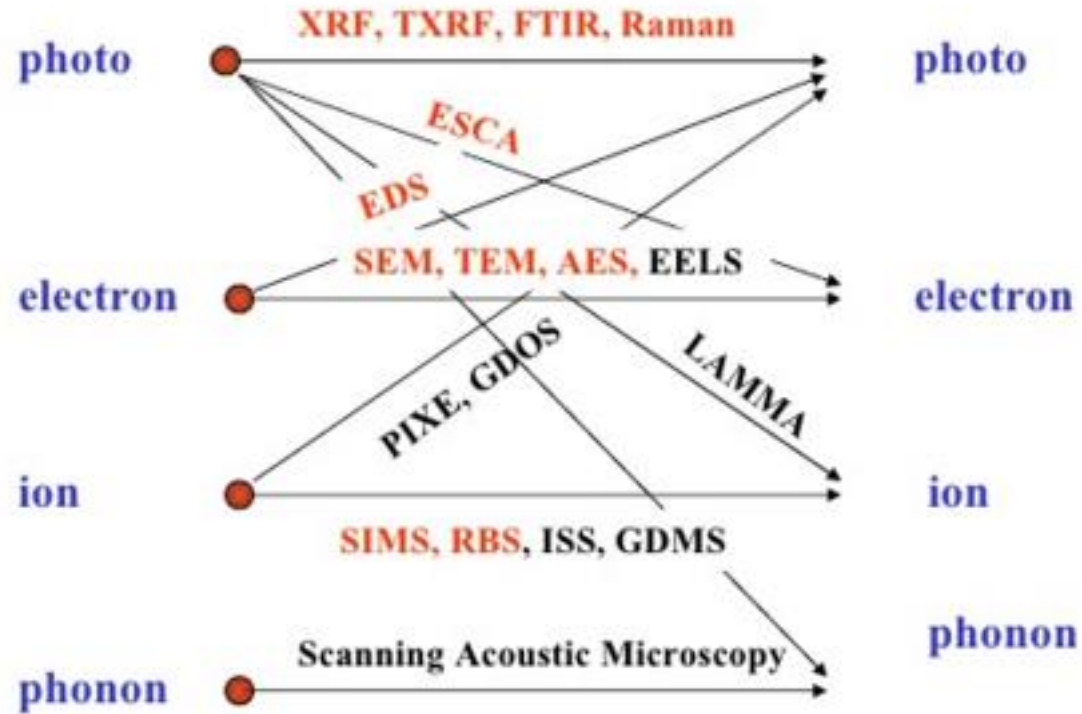 XRF, TXRF, FTIR, Raman
photo
photo
ESCA
EDS
SEM, TEM, AES, EELS
electron
electron
LAMMA
PIXE, GDOS
ion
ion
SIMS, RBS, ISS, GDMS
phonon
Scanning Acoustic Microscopy
phonon